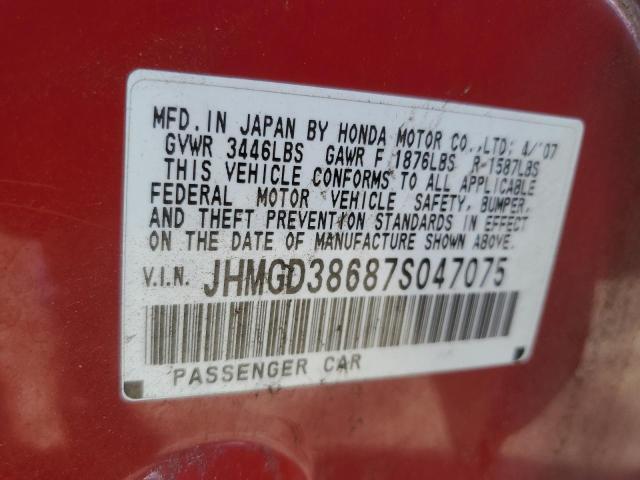 MFD. IN JAPAN BY HONDA MOTOR CO., LTD; 4/'07
GVWR 3446LBS GAWR F 1876LBS R-1587LBS
THIS VEHICLE CONFORMS TO ALL APPLICABLE
FEDERAL MOTOR VEHICLE SAFETY, BUMPER,
AND THEFT PREVENTION STANDARDS IN EFFECT
ON THE DATE OF MANUFACTURE SHOWN ABOVE.
V.I.N. JHMGD38687S047075
PASSENGER CAR